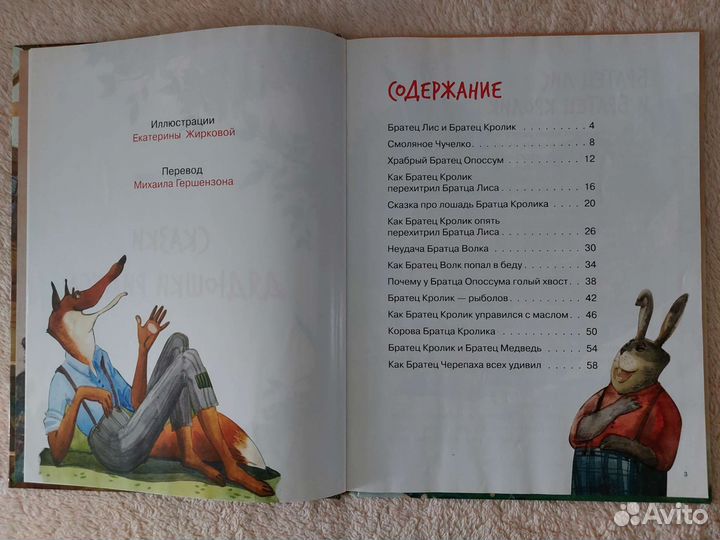 Иллюстрации
Екатерины Жирковой
Перевод
Михаила Гершензона
СОДЕРЖАНИЕ
Братец Лис и Братец Кролик . . . . . . . . . 4
Смоляное Чучелко . . . . . . . . . . . . . . 8
Храбрый Братец Опоссум . . . . . . . . . . 12
Как Братец Кролик
перехитрил Братца Лиса . . . . . . . . . . . 16
Сказка про лошадь Братца Кролика . . . . 20
Как Братец Кролик опять
перехитрил Братца Лиса . . . . . . . . . . . 26
Неудача Братца Волка . . . . . . . . . . . . 30
Как Братец Волк попал в беду . . . . . . . 34
Почему у Братца Опоссума голый хвост . . 38
Братец Кролик — рыболов . . . . . . . . . . 42
Как Братец Кролик управился с маслом . . 46
Корова Братца Кролика . . . . . . . . . . . 50
Братец Кролик и Братец Медведь . . . . . 54
Как Братец Черепаха всех удивил . . . . . 58
3
Avito